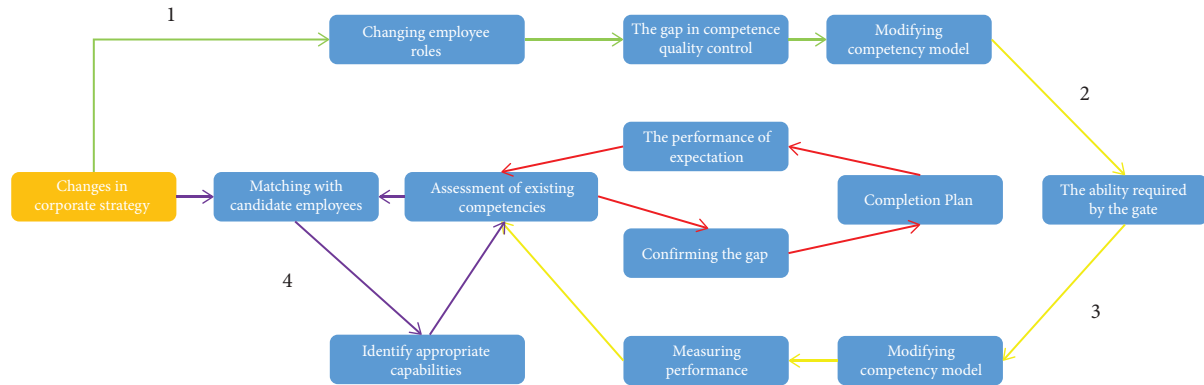 1
Changing employee
roles
The gap in competence
quality control
Modifying
competency model
2
The performance of
expectation
Changes in
corporate strategy
Matching with
candidate employees
Assessment of existing
competencies
Completion Plan
The ability required
by the gate
Confirming the gap
4
3
Identify appropriate
capabilities
Measuring
performance
Modifying
competency model